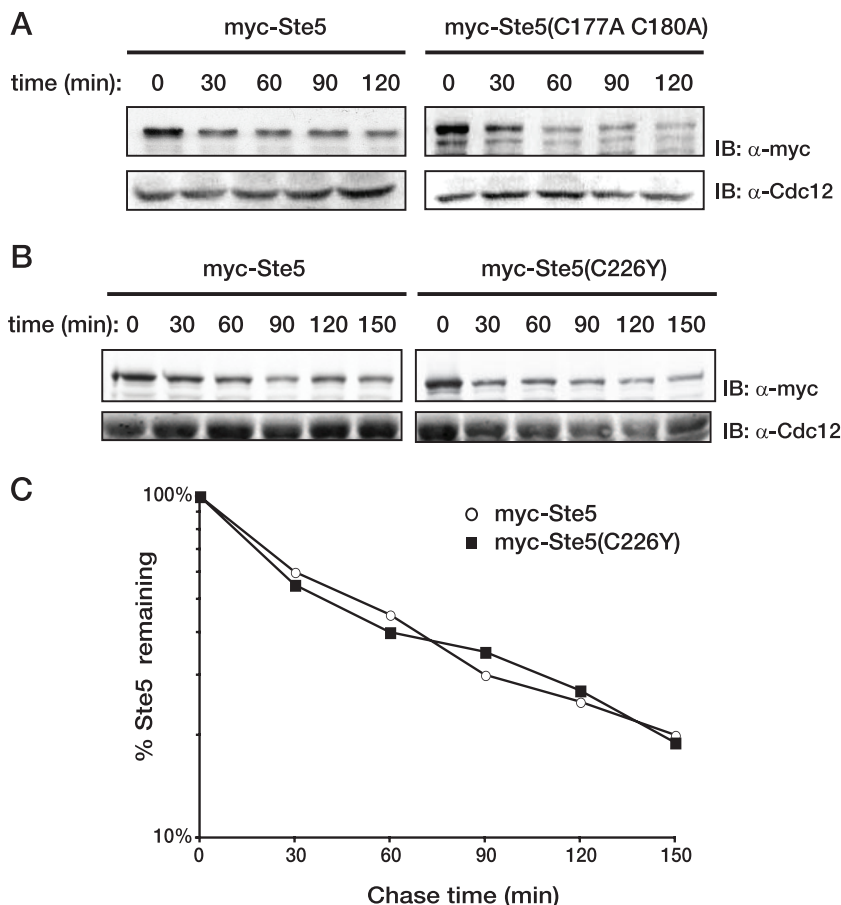 A
myc-Ste5
myc-Ste5(C177A C180A)
time (min): 0 30 60 90 120
0 30 60 90 120
IB: α-myc
IB: α-Cdc12
B
myc-Ste5
myc-Ste5(C226Y)
time (min): 0 30 60 90 120 150
0 30 60 90 120 150
IB: α-myc
IB: α-Cdc12
C
100%
myc-Ste5
myc-Ste5(C226Y)
% Ste5 remaining
10%
0 30 60 90 120 150
Chase time (min)